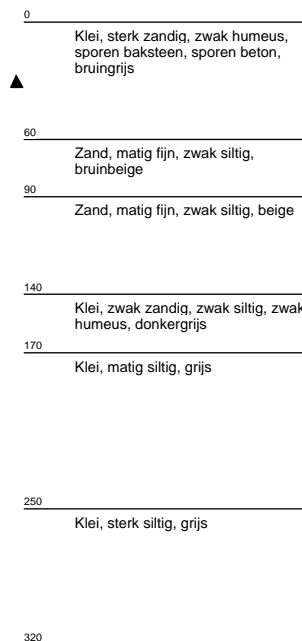 0
Klei, sterk zandig, zwak humeus,
sporen baksteen, sporen beton,
bruingrijs
60
Zand, matig fijn, zwak siltig,
bruinbeige
90
Zand, matig fijn, zwak siltig, beige
140
Klei, zwak zandig, zwak siltig, zwak
humeus, donkergrijs
170
Klei, matig siltig, grijs
250
Klei, sterk siltig, grijs
320